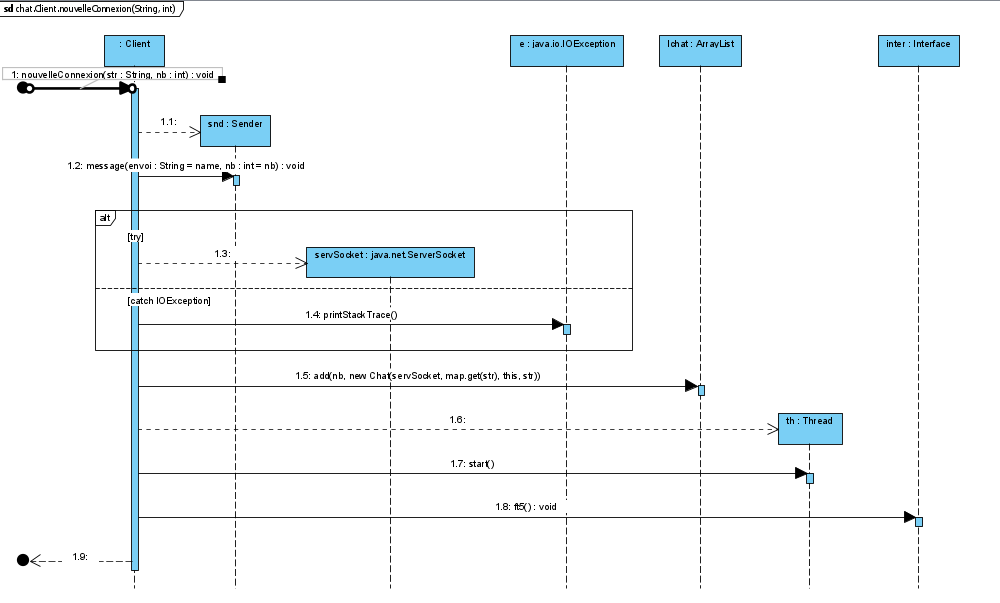 sd chat.Client.nouvelleConnexion(String, int)
: Client
e : java.io.IOException
lchat : ArrayList
inter : Interface
1: nouvelleConnexion(str : String, nb : int) : void
1.1:
snd : Sender
1.2: message(envoi : String = name, nb : int = nb) : void
alt
[try]
1.3:
servSocket : java.net.ServerSocket
[catch IOException]
1.4: printStackTrace()
1.5: add(nb, new Chat(servSocket, map.get(str), this, str))
1.6:
th : Thread
1.7: start()
1.8: ft5() : void
1.9: